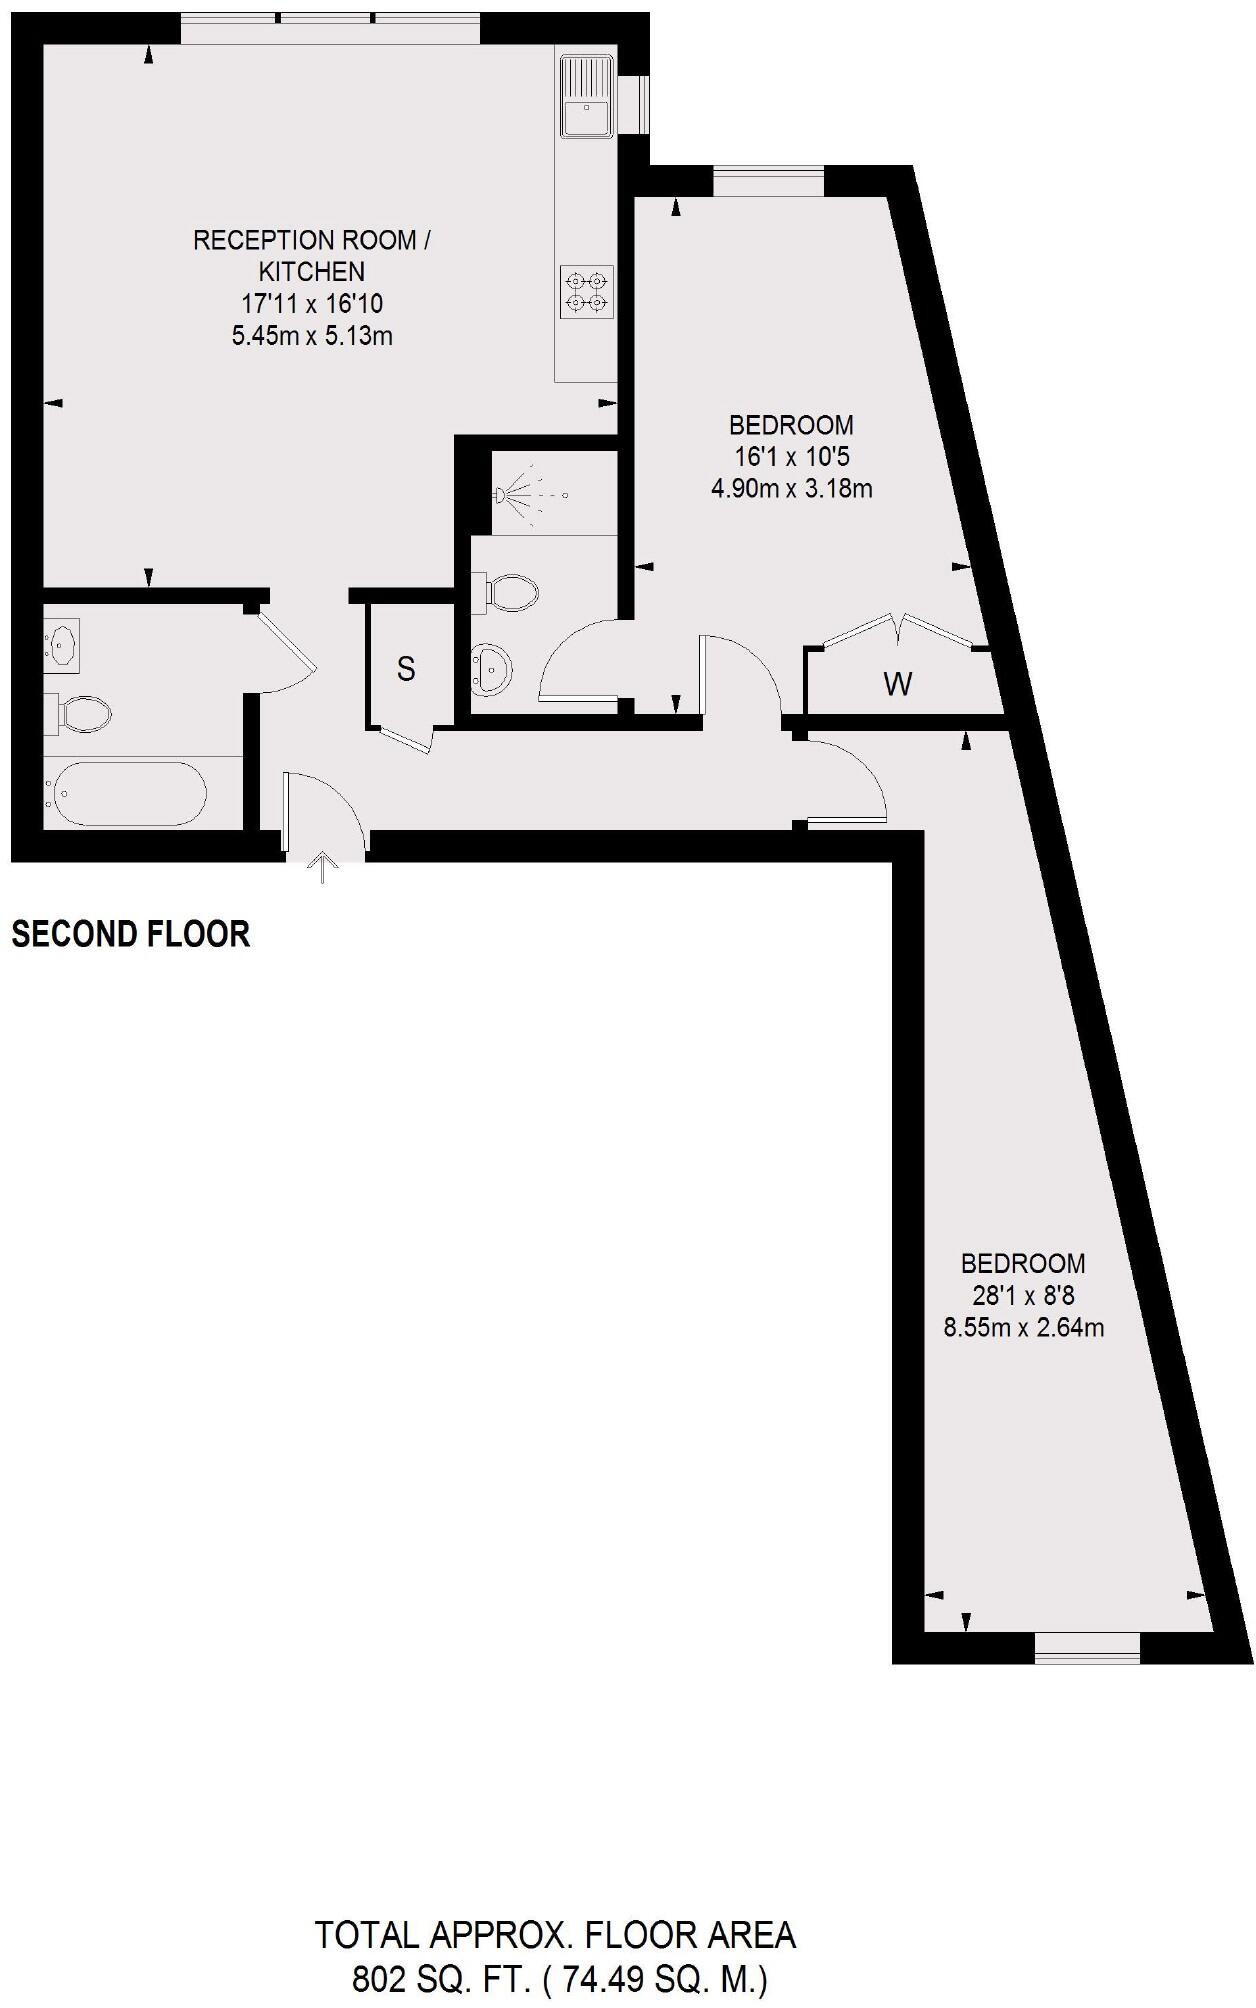 RECEPTION ROOM /
KITCHEN
17'11 x 16'10
5.45m x 5.13m
BEDROOM
16'1 x 10'5
4.90m x 3.18m
S
W
SECOND FLOOR
BEDROOM
28'1 x 8'8
8.55m x 2.64m
TOTAL APPROX. FLOOR AREA
802 SQ. FT. ( 74.49 SQ. M.)